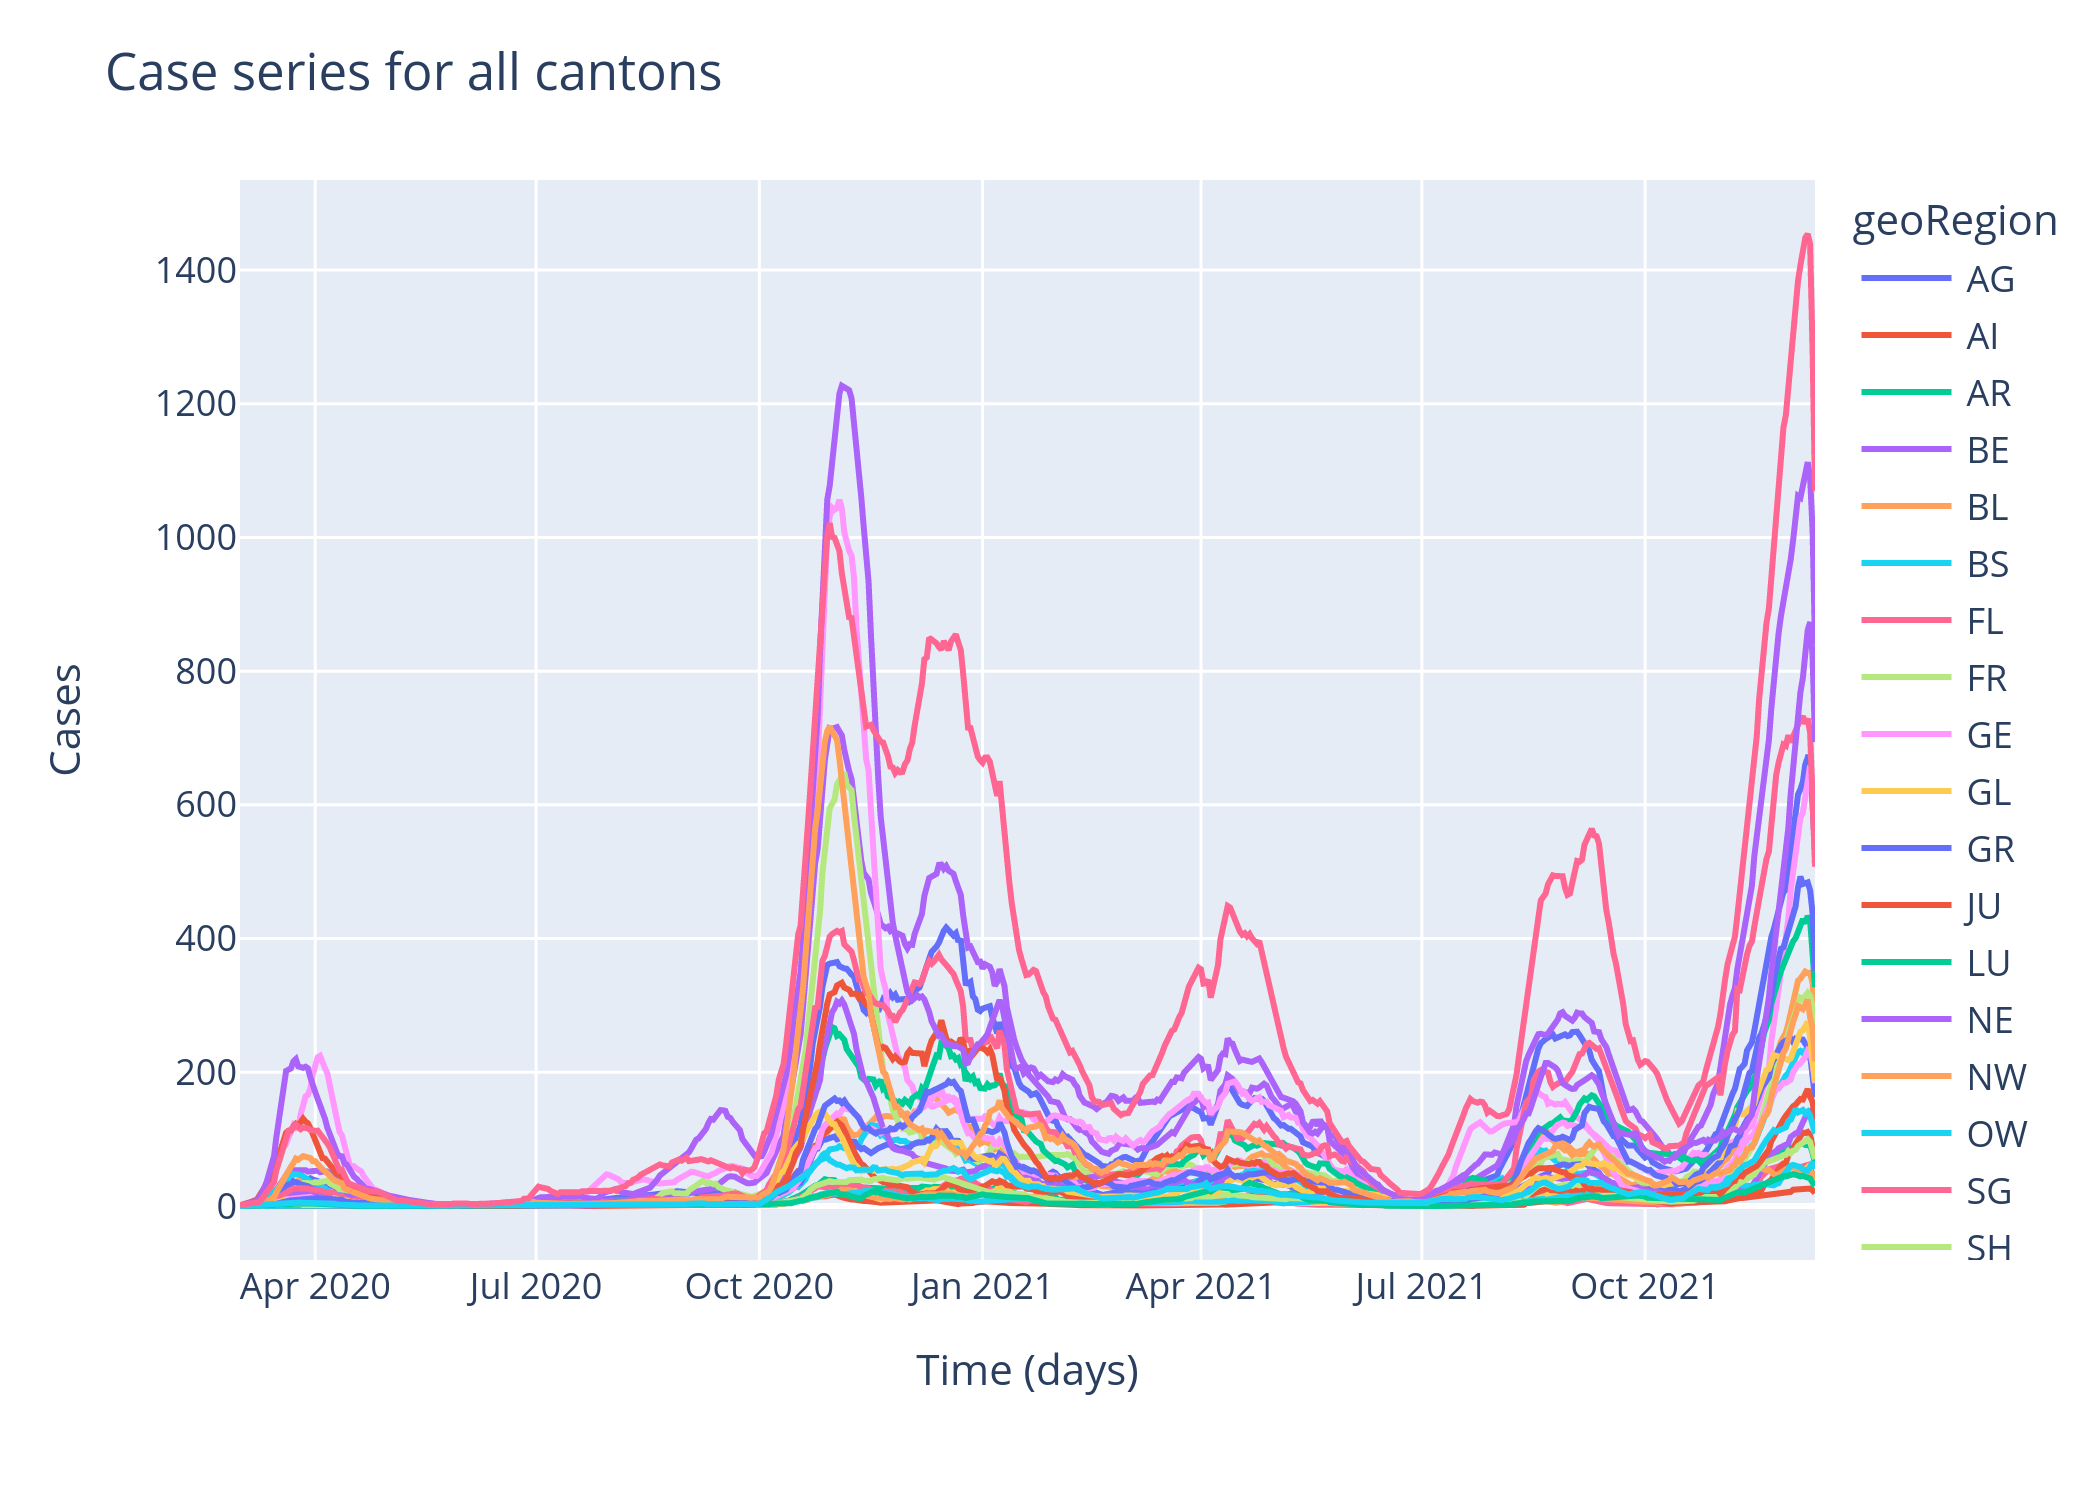 Case series for all cantons
geoRegion
AG
AI
AR
BE
BL
BS
FL
FR
GE
GL
GR
JU
LU
NE
NW
OW
SG
SH
1400
1200
1000
800
600
400
200
0
Cases
Apr 2020
Jul 2020
Oct 2020
Jan 2021
Apr 2021
Jul 2021
Oct 2021
Time (days)